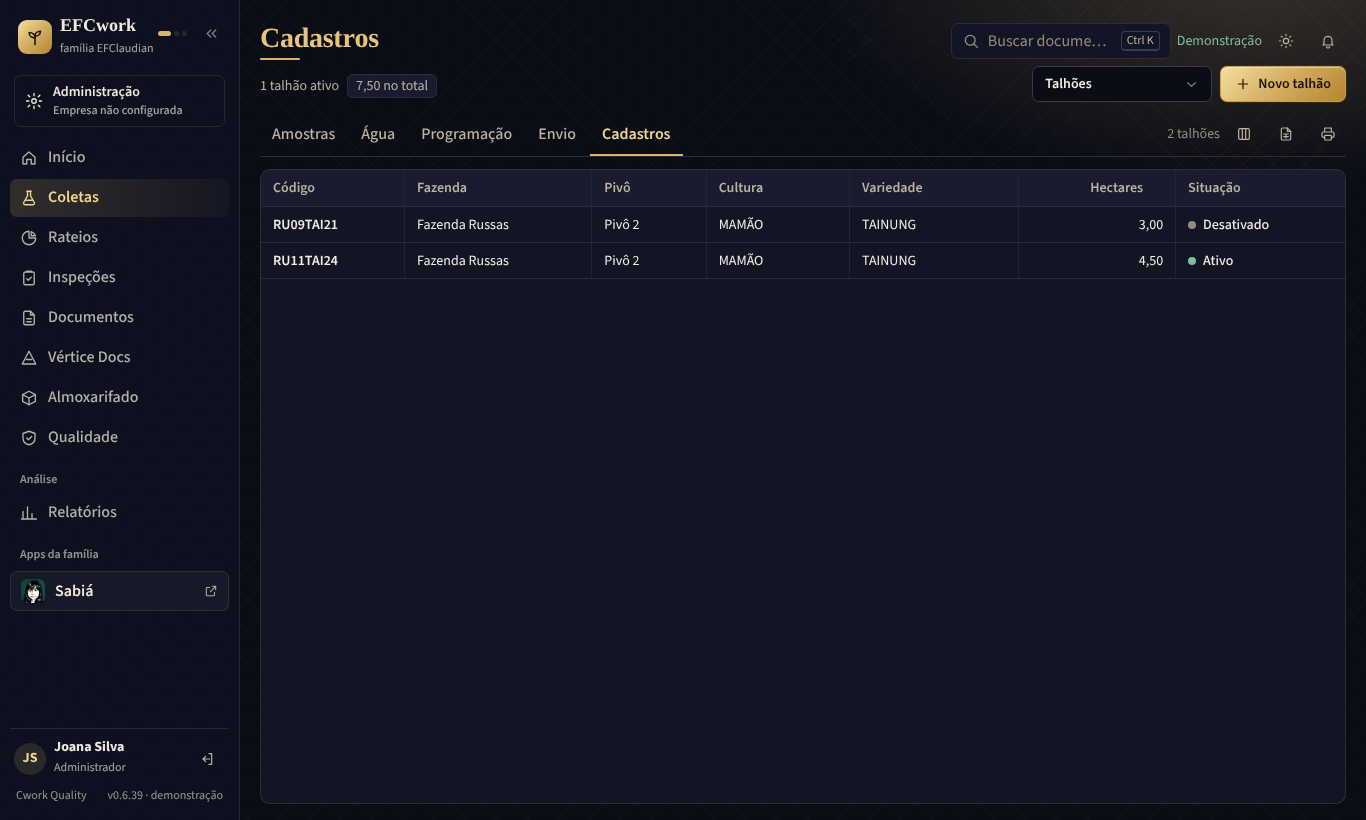 EFCwork
família EFClaudian
Administração
Empresa não configurada
Início
Coletas
Rateios
Inspeções
Documentos
Vértice Docs
Almoxarifado
Qualidade
Análise
Relatórios
Apps da família
Sabiá
JS
Joana Silva
Administrador
Cwork Quality v0.6.39 · demonstração
Cadastros
Buscar docume… Ctrl K Demonstração
1 talhão ativo 7,50 no total
Talhões
Novo talhão
Amostras Água Programação Envio Cadastros
2 talhões
Código Fazenda Pivô Cultura Variedade Hectares Situação
RU09TAI21 Fazenda Russas Pivô 2 MAMÃO TAINUNG 3,00 Desativado
RU11TAI24 Fazenda Russas Pivô 2 MAMÃO TAINUNG 4,50 Ativo